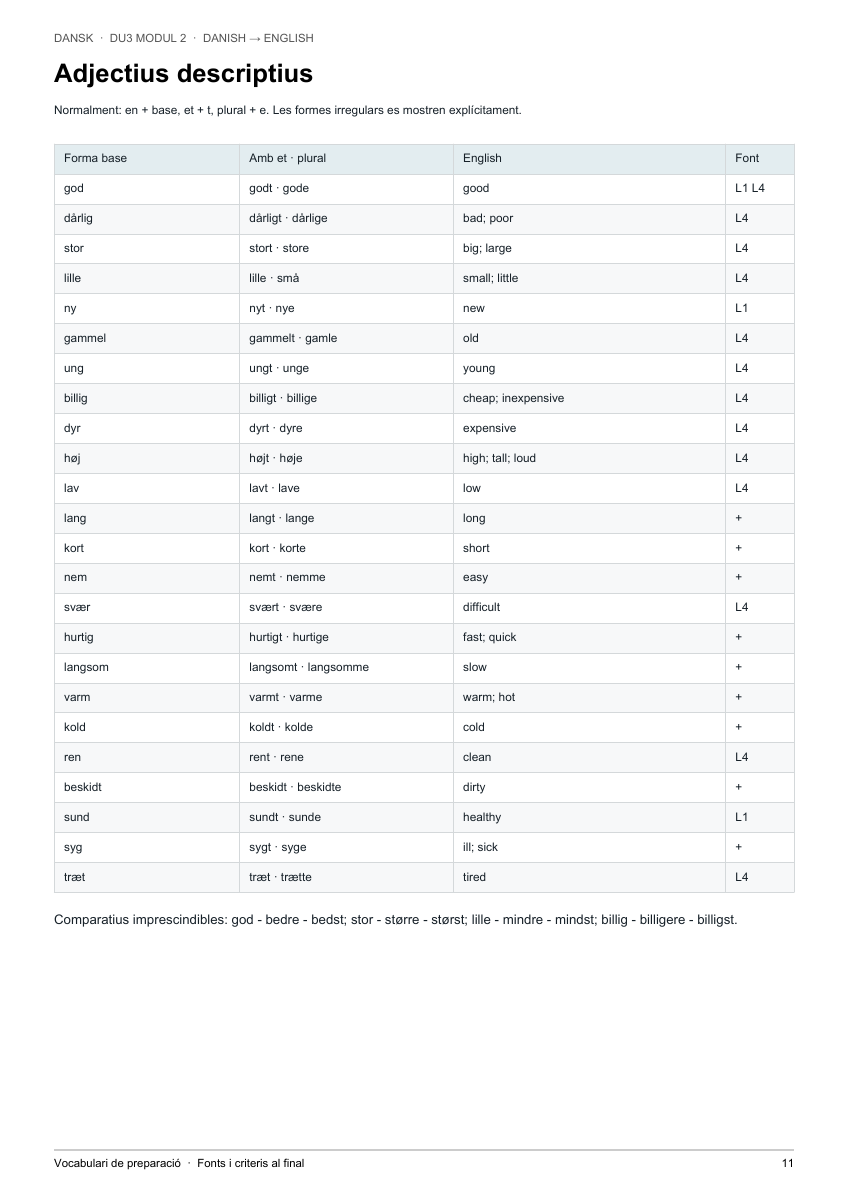 DANSK · DU3 MODUL 2 · DANISH → ENGLISH
Adjectius descriptius
Normalment: en + base, et + t, plural + e. Les formes irregulars es mostren explícitament.
Forma base Amb et · plural English Font
god godt · gode good L1 L4
dårlig dårligt · dårlige bad; poor L4
stor stort · store big; large L4
lille lille · små small; little L4
ny nyt · nye new L1
gammel gammelt · gamle old L4
ung ungt · unge young L4
billig billigt · billige cheap; inexpensive L4
dyr dyrt · dyre expensive L4
høj højt · høje high; tall; loud L4
lav lavt · lave low L4
lang langt · lange long +
kort kort · korte short +
nem nemt · nemme easy +
svær svært · svære difficult L4
hurtig hurtigt · hurtige fast; quick +
langsom langsomt · langsomme slow +
varm varmt · varme warm; hot +
kold koldt · kolde cold +
ren rent · rene clean L4
beskidt beskidt · beskidte dirty +
sund sundt · sunde healthy L1
syg sygt · syge ill; sick +
træt træt · trætte tired L4
Comparatius imprescindibles: god - bedre - bedst; stor - større - størst; lille - mindre - mindst; billig - billigere - billigst.
Vocabulari de preparació · Fonts i criteris al final 11